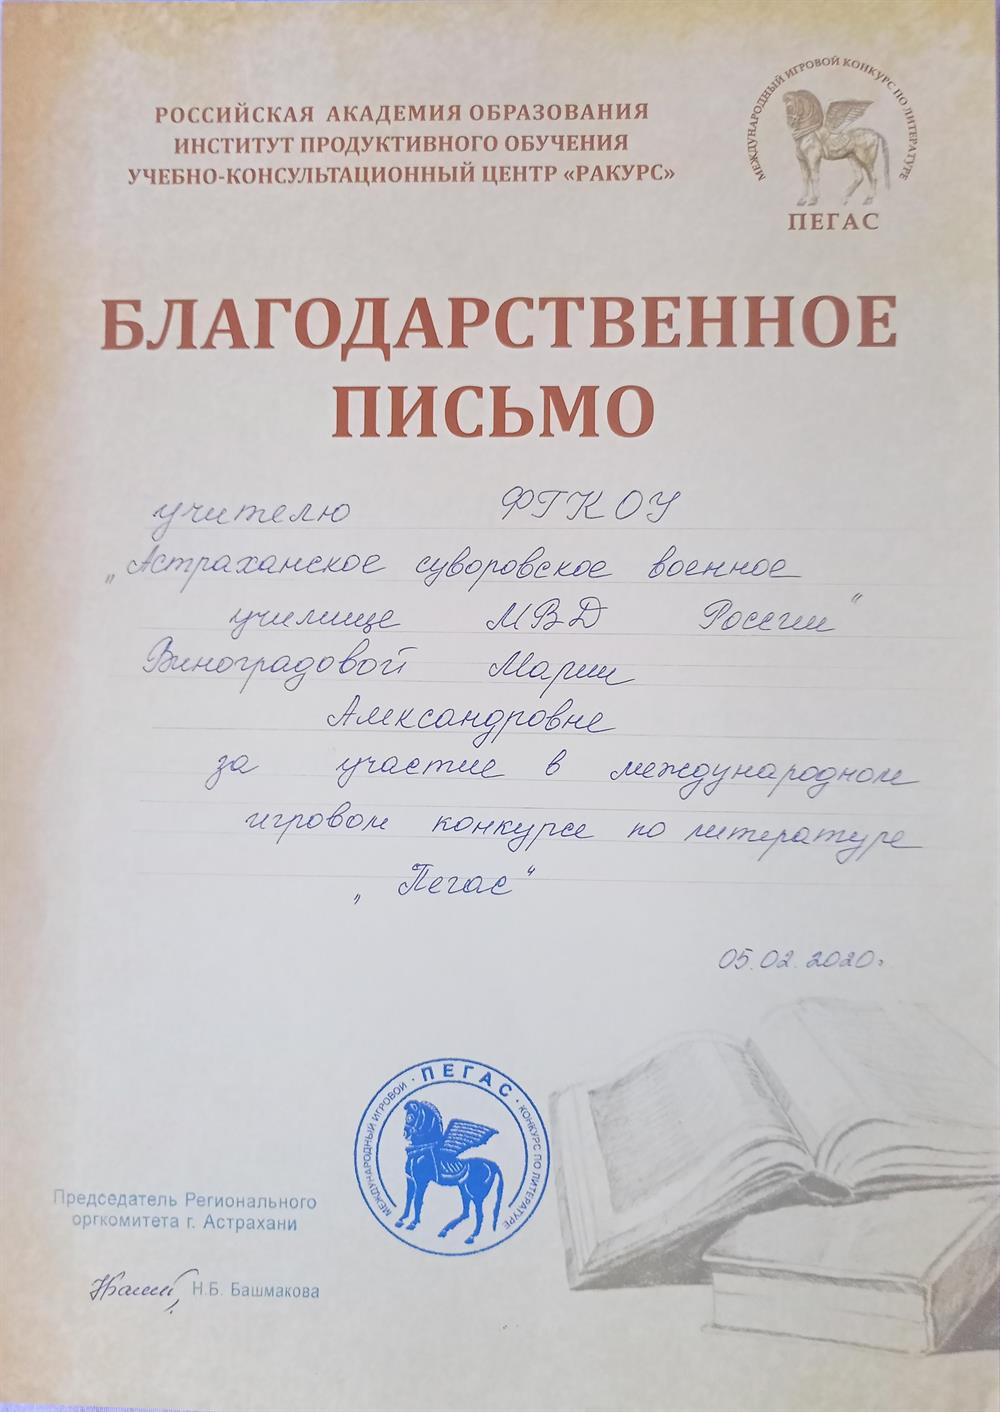 РОССИЙСКАЯ АКАДЕМИЯ ОБРАЗОВАНИЯ
ИНСТИТУТ ПРОДУКТИВНОГО ОБУЧЕНИЯ
УЧЕБНО-КОНСУЛЬТАЦИОННЫЙ ЦЕНТР «РАКУРС»
МЕЖДУНАРОДНЫЙ ИГРОВОЙ КОНКУРС ПО ЛИТЕРАТУРЕ
ПЕГАС
БЛАГОДАРСТВЕННОЕ
ПИСЬМО
учителю ФГКОУ
„Астраханское суворовское военное
училище МВД России“
Виноградовой Марии
Александровне
за участие в международном
игровом конкурсе по литературе
„Пегас“
05.02.2020г
МЕЖДУНАРОДНЫЙ ИГРОВОЙ · ПЕГАС · КОНКУРС ПО ЛИТЕРАТУРЕ
Председатель Регионального
оргкомитета г. Астрахани
Н.Б. Башмакова